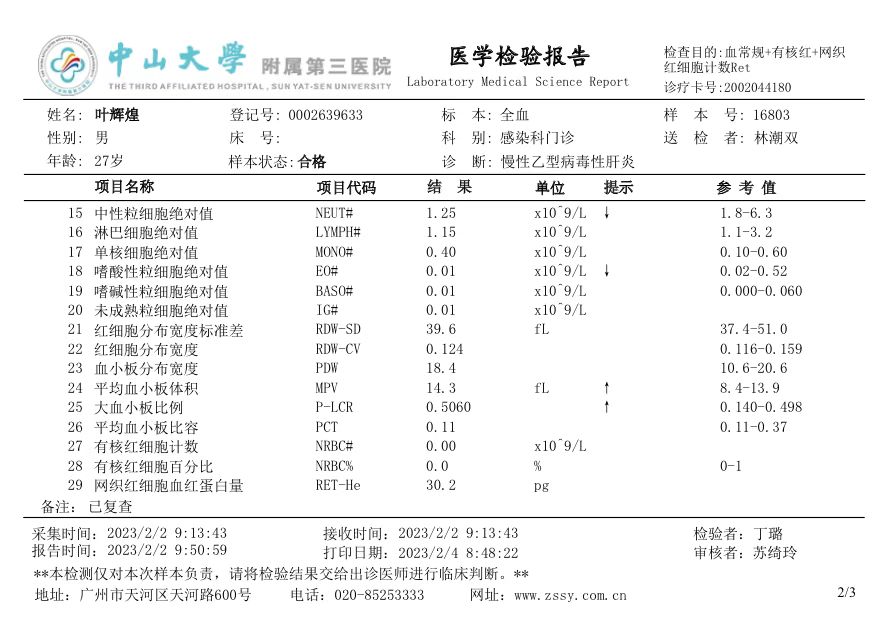 中山大学 附属第三医院
THE THIRD AFFILIATED HOSPITAL, SUN YAT-SEN UNIVERSITY
医学检验报告
Laboratory Medical Science Report
检查目的:血常规+有核红+网织
红细胞计数Ret
诊疗卡号:2002044180
姓名: 叶辉煌 登记号: 0002639633 标 本: 全血 样 本 号: 16803
性别: 男 床 号: 科 别: 感染科门诊 送 检 者: 林潮双
年龄: 27岁 样本状态: 合格 诊 断: 慢性乙型病毒性肝炎
项目名称 项目代码 结 果 单位 提示 参 考 值
15 中性粒细胞绝对值 NEUT# 1.25 x10^9/L ↓ 1.8-6.3
16 淋巴细胞绝对值 LYMPH# 1.15 x10^9/L 1.1-3.2
17 单核细胞绝对值 MONO# 0.40 x10^9/L 0.10-0.60
18 嗜酸性粒细胞绝对值 EO# 0.01 x10^9/L ↓ 0.02-0.52
19 嗜碱性粒细胞绝对值 BASO# 0.01 x10^9/L 0.000-0.060
20 未成熟粒细胞绝对值 IG# 0.01 x10^9/L
21 红细胞分布宽度标准差 RDW-SD 39.6 fL 37.4-51.0
22 红细胞分布宽度 RDW-CV 0.124 0.116-0.159
23 血小板分布宽度 PDW 18.4 10.6-20.6
24 平均血小板体积 MPV 14.3 fL ↑ 8.4-13.9
25 大血小板比例 P-LCR 0.5060 ↑ 0.140-0.498
26 平均血小板比容 PCT 0.11 0.11-0.37
27 有核红细胞计数 NRBC# 0.00 x10^9/L
28 有核红细胞百分比 NRBC% 0.0 % 0-1
29 网织红细胞血红蛋白量 RET-He 30.2 pg
备注: 已复查
采集时间: 2023/2/2 9:13:43 接收时间: 2023/2/2 9:13:43 检验者: 丁璐
报告时间: 2023/2/2 9:50:59 打印日期: 2023/2/4 8:48:22 审核者: 苏绮玲
**本检测仅对本次样本负责，请将检验结果交给出诊医师进行临床判断。**
地址: 广州市天河区天河路600号 电话: 020-85253333 网址: www.zssy.com.cn 2/3